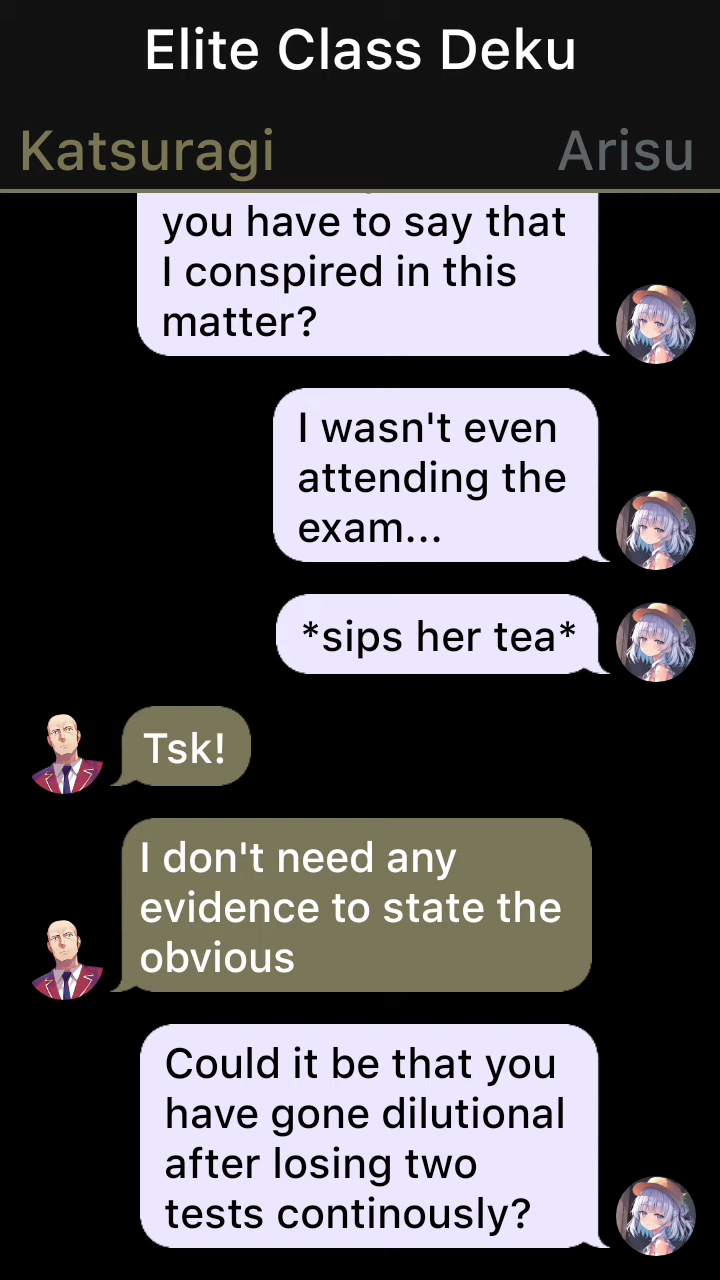 Elite Class Deku
Katsuragi
Arisu
you have to say that
I conspired in this
matter?
I wasn't even
attending the
exam...
*sips her tea*
Tsk!
I don't need any
evidence to state the
obvious
Could it be that you
have gone dilutional
after losing two
tests continously?